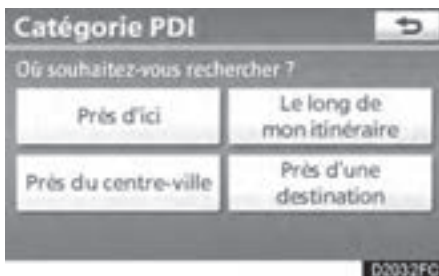 Catégorie PDI
Où souhaitez-vous rechercher ?
Près d'ici
Le long de
mon itinéraire
Près du centre-ville
Près d'une
destination